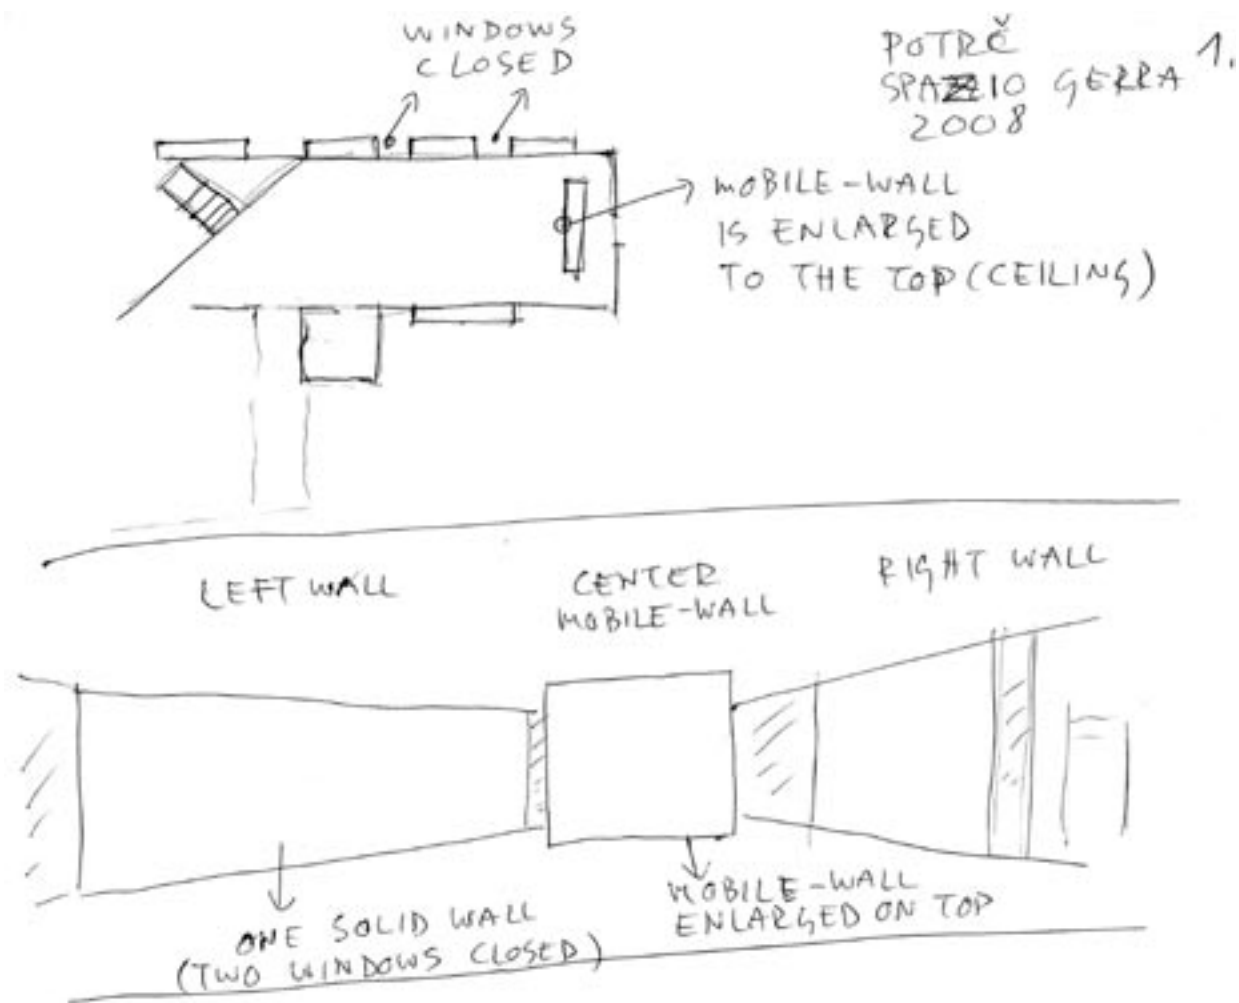 WINDOWS
CLOSED
POTRČ
SPAZZIO GERRA
2008
1.
MOBILE-WALL
IS ENLARGED
TO THE TOP (CEILING)
LEFT WALL
CENTER
MOBILE-WALL
RIGHT WALL
ONE SOLID WALL
(TWO WINDOWS CLOSED)
MOBILE-WALL
ENLARGED ON TOP